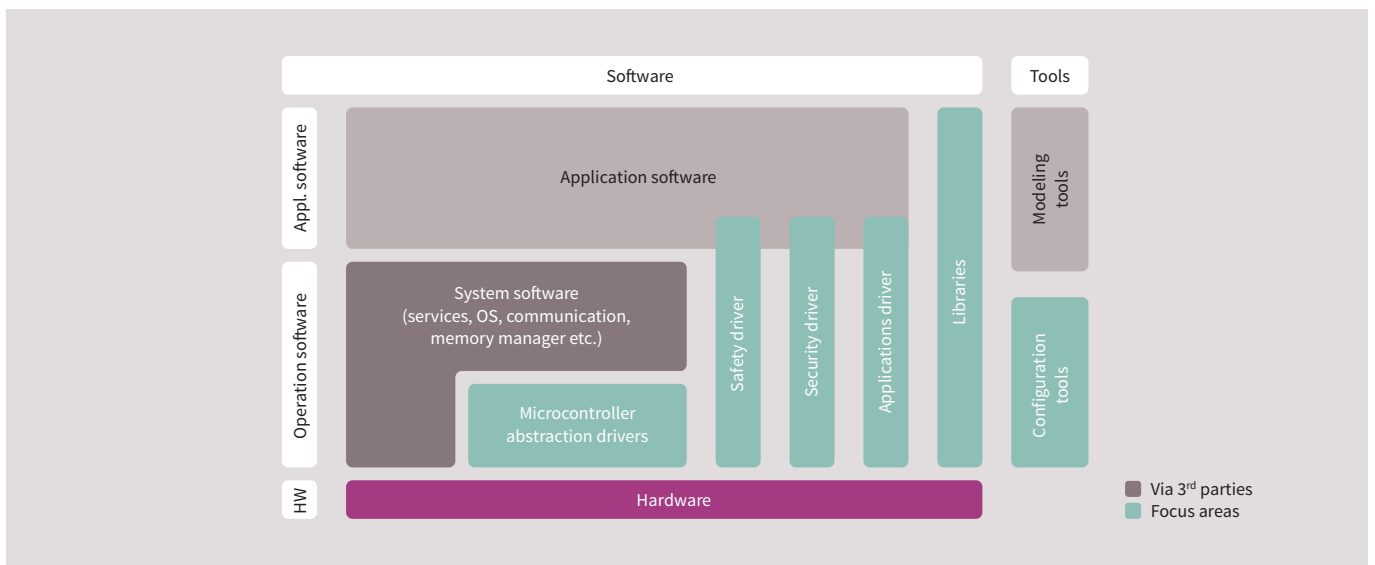 Software
Tools
Appl. software
Application software
Modeling
tools
Operation software
System software
(services, OS, communication,
memory manager etc.)
Microcontroller
abstraction drivers
Safety driver
Security driver
Applications driver
Libraries
Configuration
tools
HW
Hardware
Via 3rd parties
Focus areas